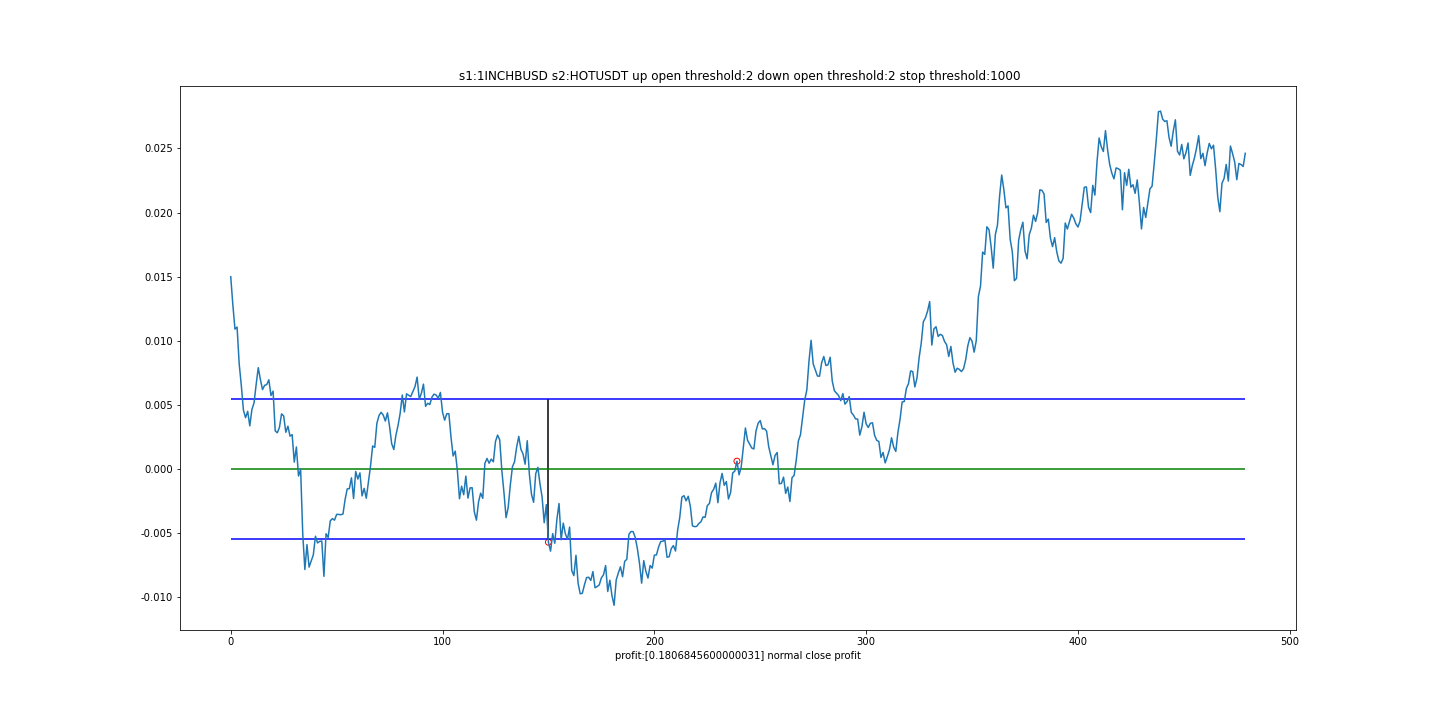 s1:1INCHBUSD s2:HOTUSDT up open threshold:2 down open threshold:2 stop threshold:1000
0.025
0.020
0.015
0.010
0.005
0.000
-0.005
-0.010
0 100 200 300 400 500
profit:[0.1806845600000031] normal close profit